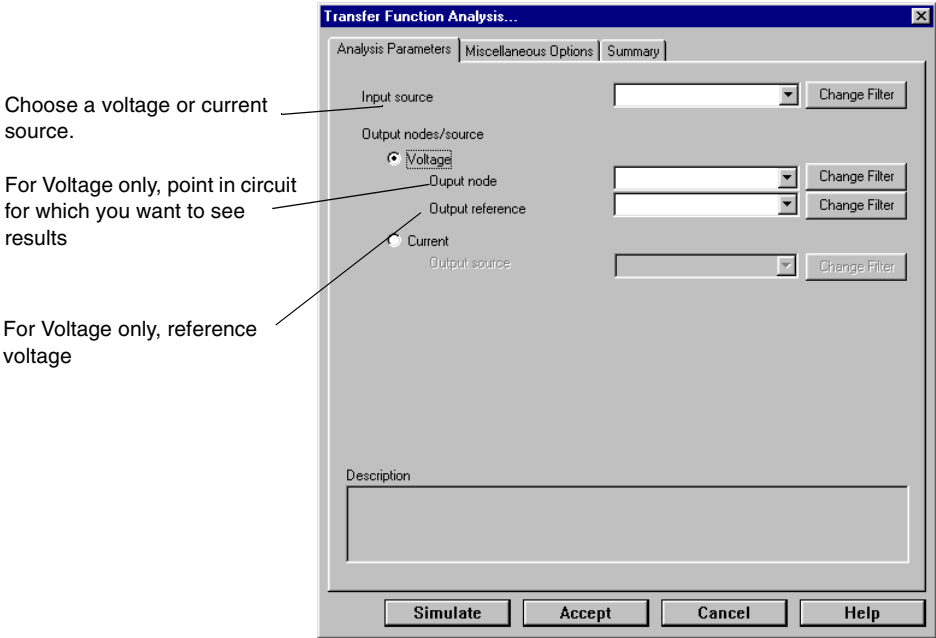 Transfer Function Analysis...
Analysis Parameters Miscellaneous Options Summary
Choose a voltage or current
source.
Input source Change Filter
Output nodes/source
Voltage
For Voltage only, point in circuit
for which you want to see
results
Ouput node Change Filter
Output reference Change Filter
Current
Output source Change Filter
For Voltage only, reference
voltage
Description
Simulate Accept Cancel Help